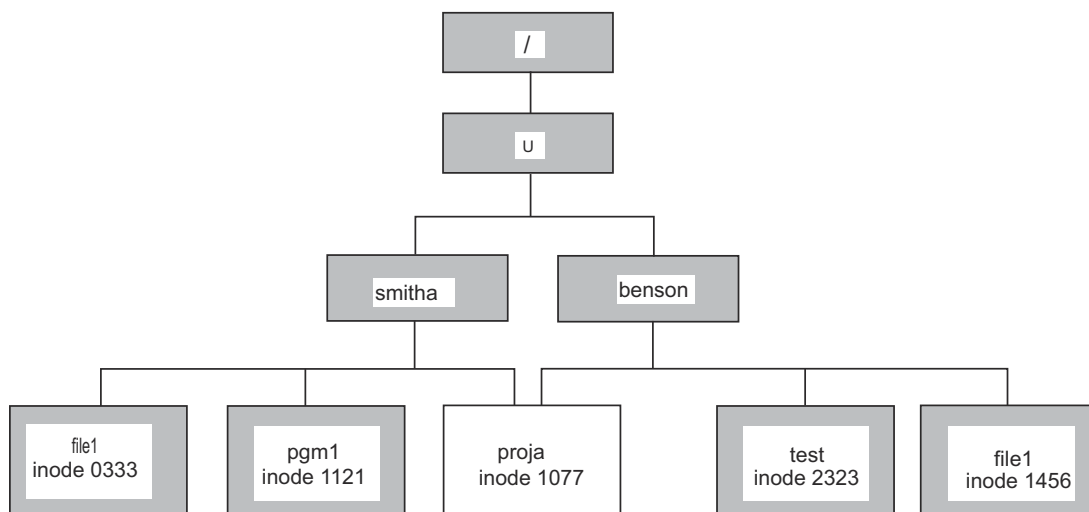 /
U
smitha
benson
file1
inode 0333
pgm1
inode 1121
proja
inode 1077
test
inode 2323
file1
inode 1456